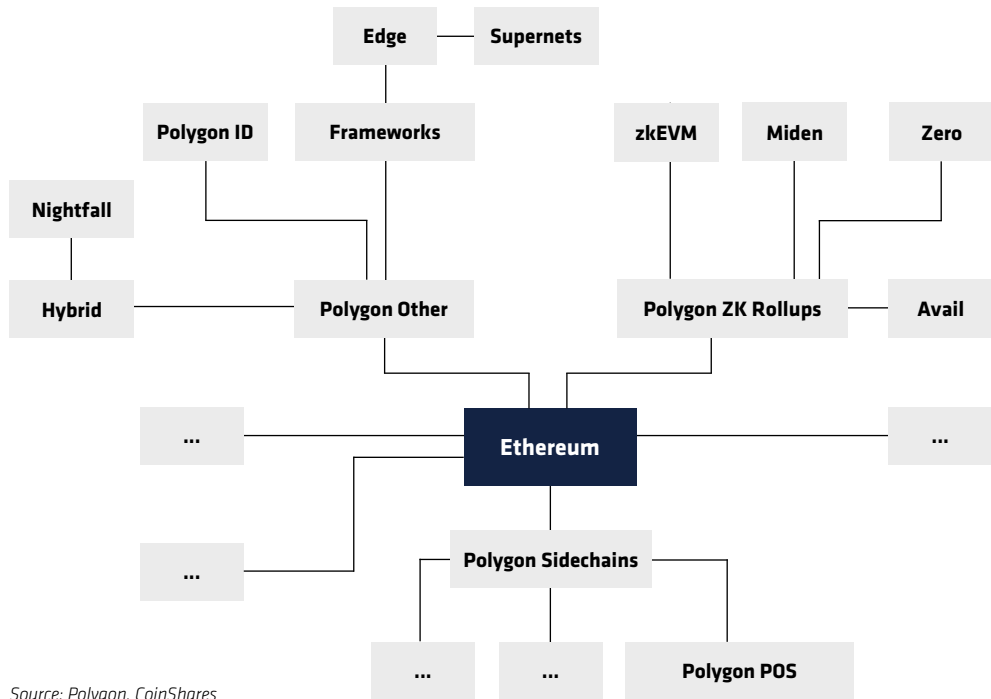 Edge
Supernets
Polygon ID
Frameworks
zkEVM
Miden
Zero
Nightfall
Hybrid
Polygon Other
Polygon ZK Rollups
Avail
...
Ethereum
...
...
Polygon Sidechains
...
...
Polygon POS
Source: Polygon, CoinShares